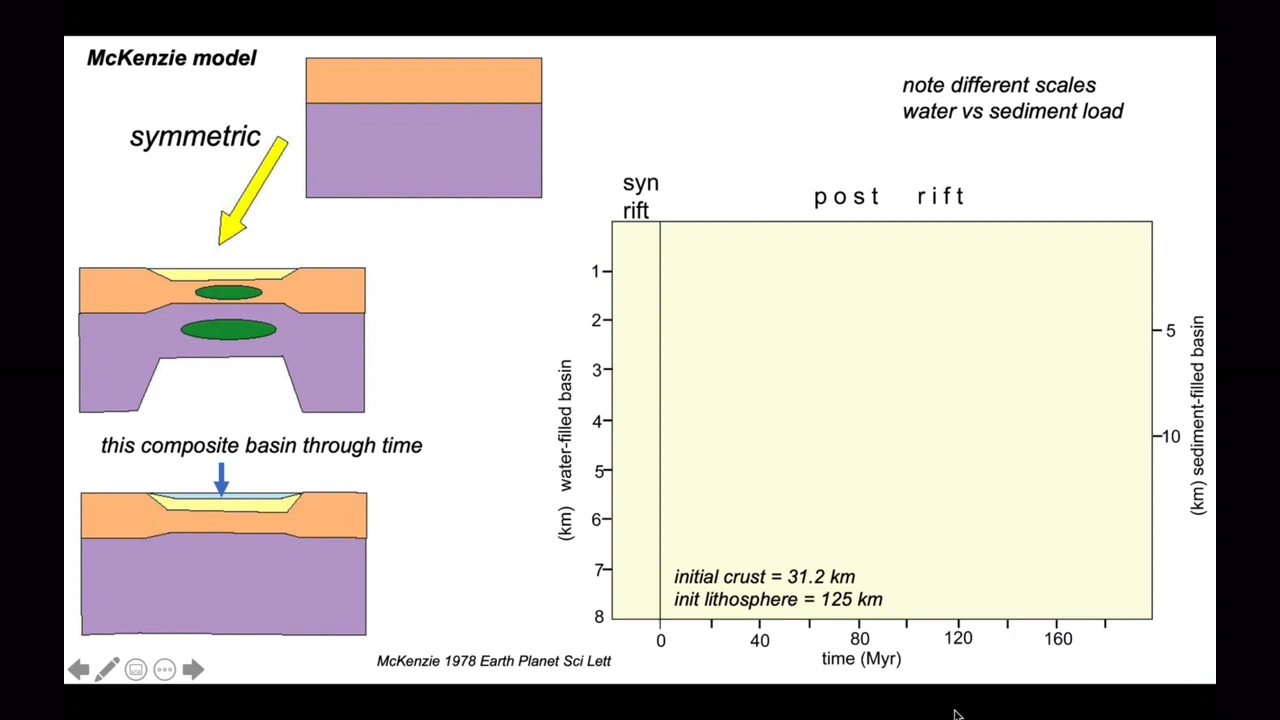 McKenzie model
symmetric
note different scales
water vs sediment load
syn
rift
post rift
1
2
3
4
5
6
7
8
(km) water-filled basin
5
10
(km) sediment-filled basin
initial crust = 31.2 km
init lithosphere = 125 km
0
40
80
120
160
time (Myr)
this composite basin through time
McKenzie 1978 Earth Planet Sci Lett